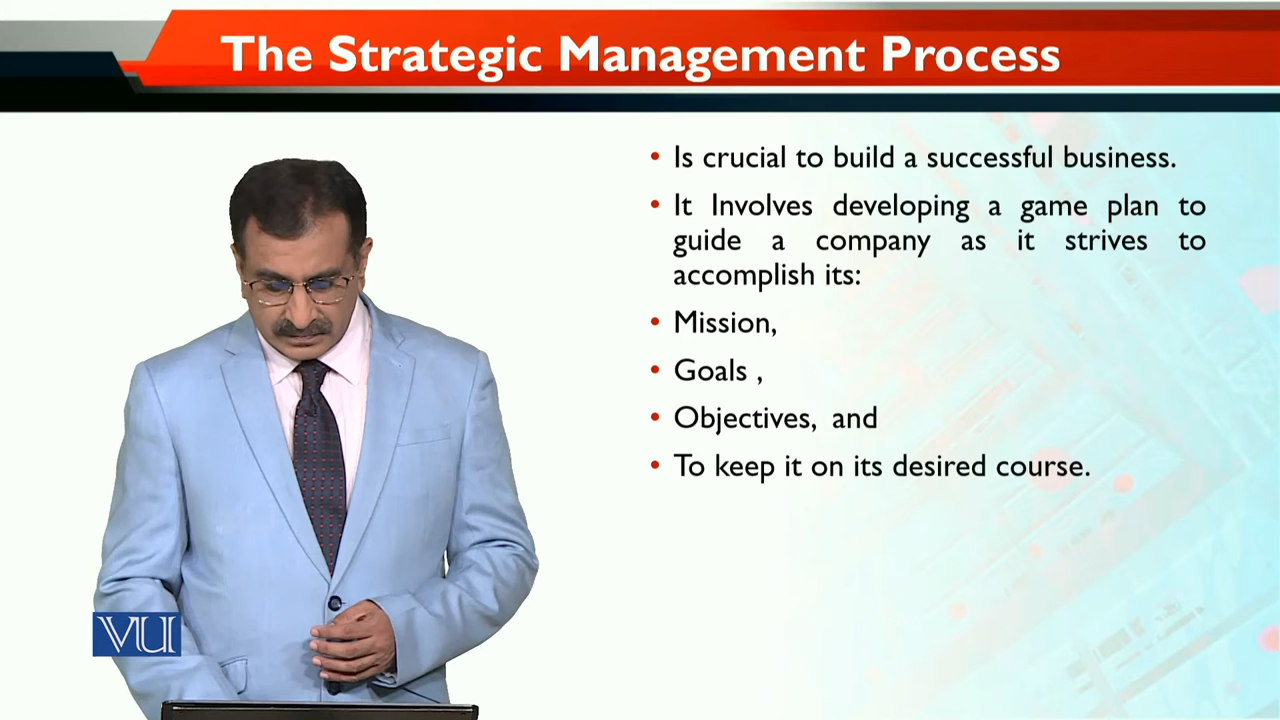 The Strategic Management Process
• Is crucial to build a successful business.
• It Involves developing a game plan to
guide a company as it strives to
accomplish its:
• Mission,
• Goals ,
• Objectives, and
• To keep it on its desired course.
VU